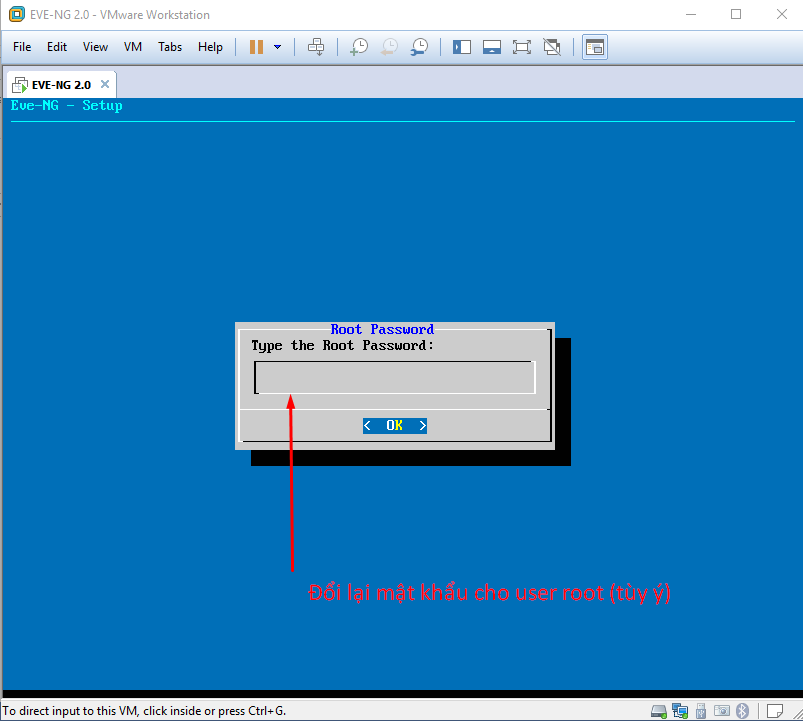 EVE-NG 2.0 - VMware Workstation
File Edit View VM Tabs Help
EVE-NG 2.0
Eve-NG - Setup
Root Password
Type the Root Password:
< OK >
Đổi lại mật khẩu cho user root (tùy ý)
To direct input to this VM, click inside or press Ctrl+G.